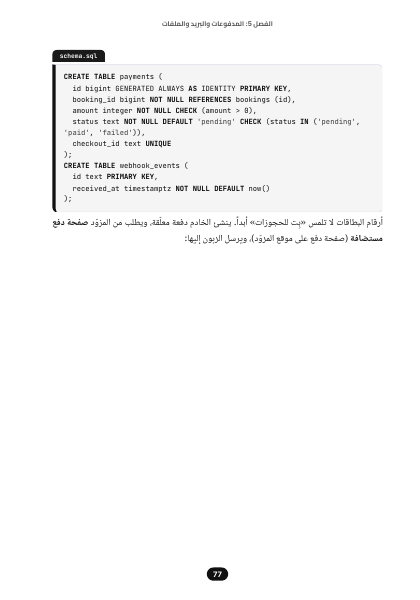 الفصل 5: المدفوعات والبريد والملفات
schema.sql
CREATE TABLE payments (
  id bigint GENERATED ALWAYS AS IDENTITY PRIMARY KEY,
  booking_id bigint NOT NULL REFERENCES bookings (id),
  amount integer NOT NULL CHECK (amount > 0),
  status text NOT NULL DEFAULT 'pending' CHECK (status IN ('pending',
'paid', 'failed')),
  checkout_id text UNIQUE
);
CREATE TABLE webhook_events (
  id text PRIMARY KEY,
  received_at timestamptz NOT NULL DEFAULT now()
);
أرقام البطاقات لا تلمس «بِت للحجوزات» أبداً. ينشئ الخادم دفعة معلّقة، ويطلب من المزوّد صفحة دفع
مستضافة (صفحة دفع على موقع المزوّد)، ويرسل الزبون إليها:
77